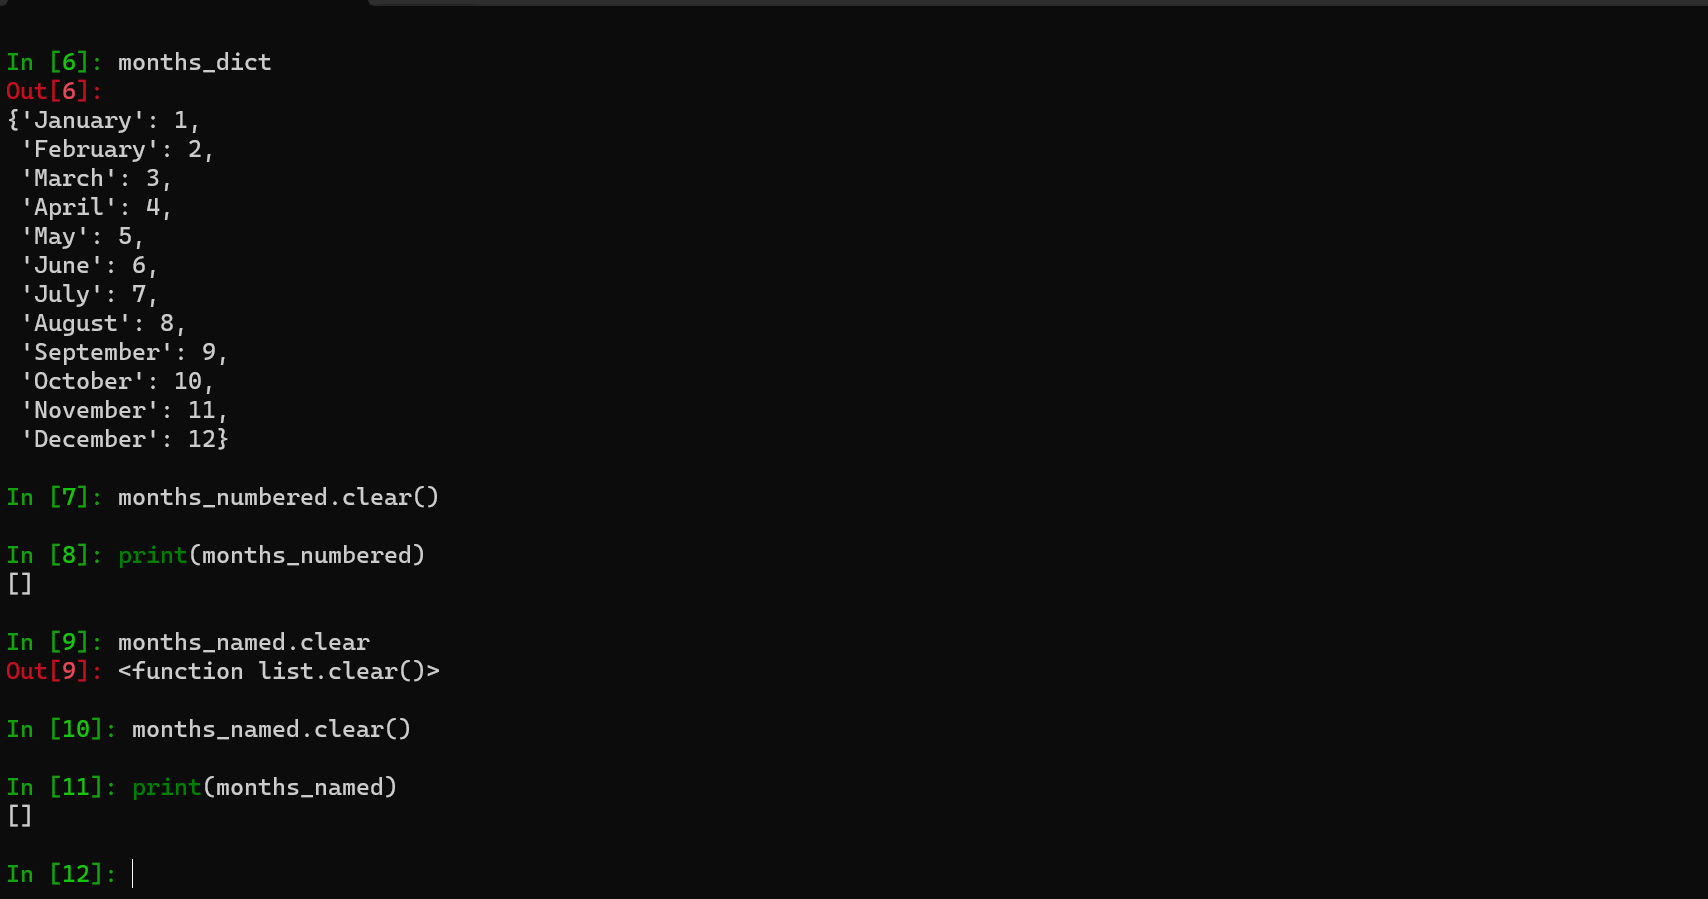 In [6]: months_dict
Out[6]:
{'January': 1,
 'February': 2,
 'March': 3,
 'April': 4,
 'May': 5,
 'June': 6,
 'July': 7,
 'August': 8,
 'September': 9,
 'October': 10,
 'November': 11,
 'December': 12}
In [7]: months_numbered.clear()
In [8]: print(months_numbered)
[]
In [9]: months_named.clear
Out[9]: <function list.clear()>
In [10]: months_named.clear()
In [11]: print(months_named)
[]
In [12]: